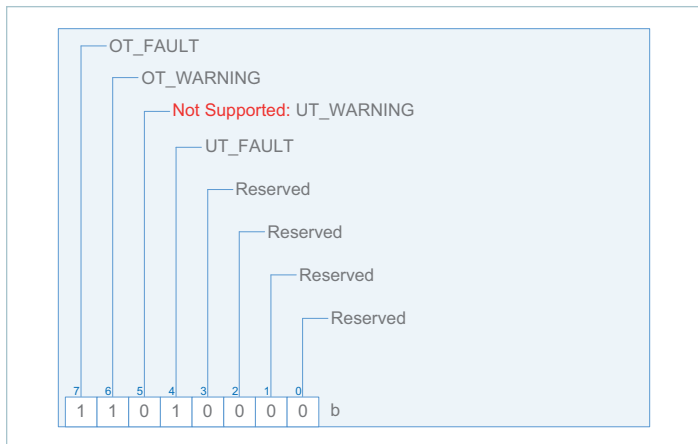 OT_FAULT
OT_WARNING
Not Supported: UT_WARNING
UT_FAULT
Reserved
Reserved
Reserved
Reserved
7 6 5 4 3 2 1 0
1 1 0 1 0 0 0 0 b